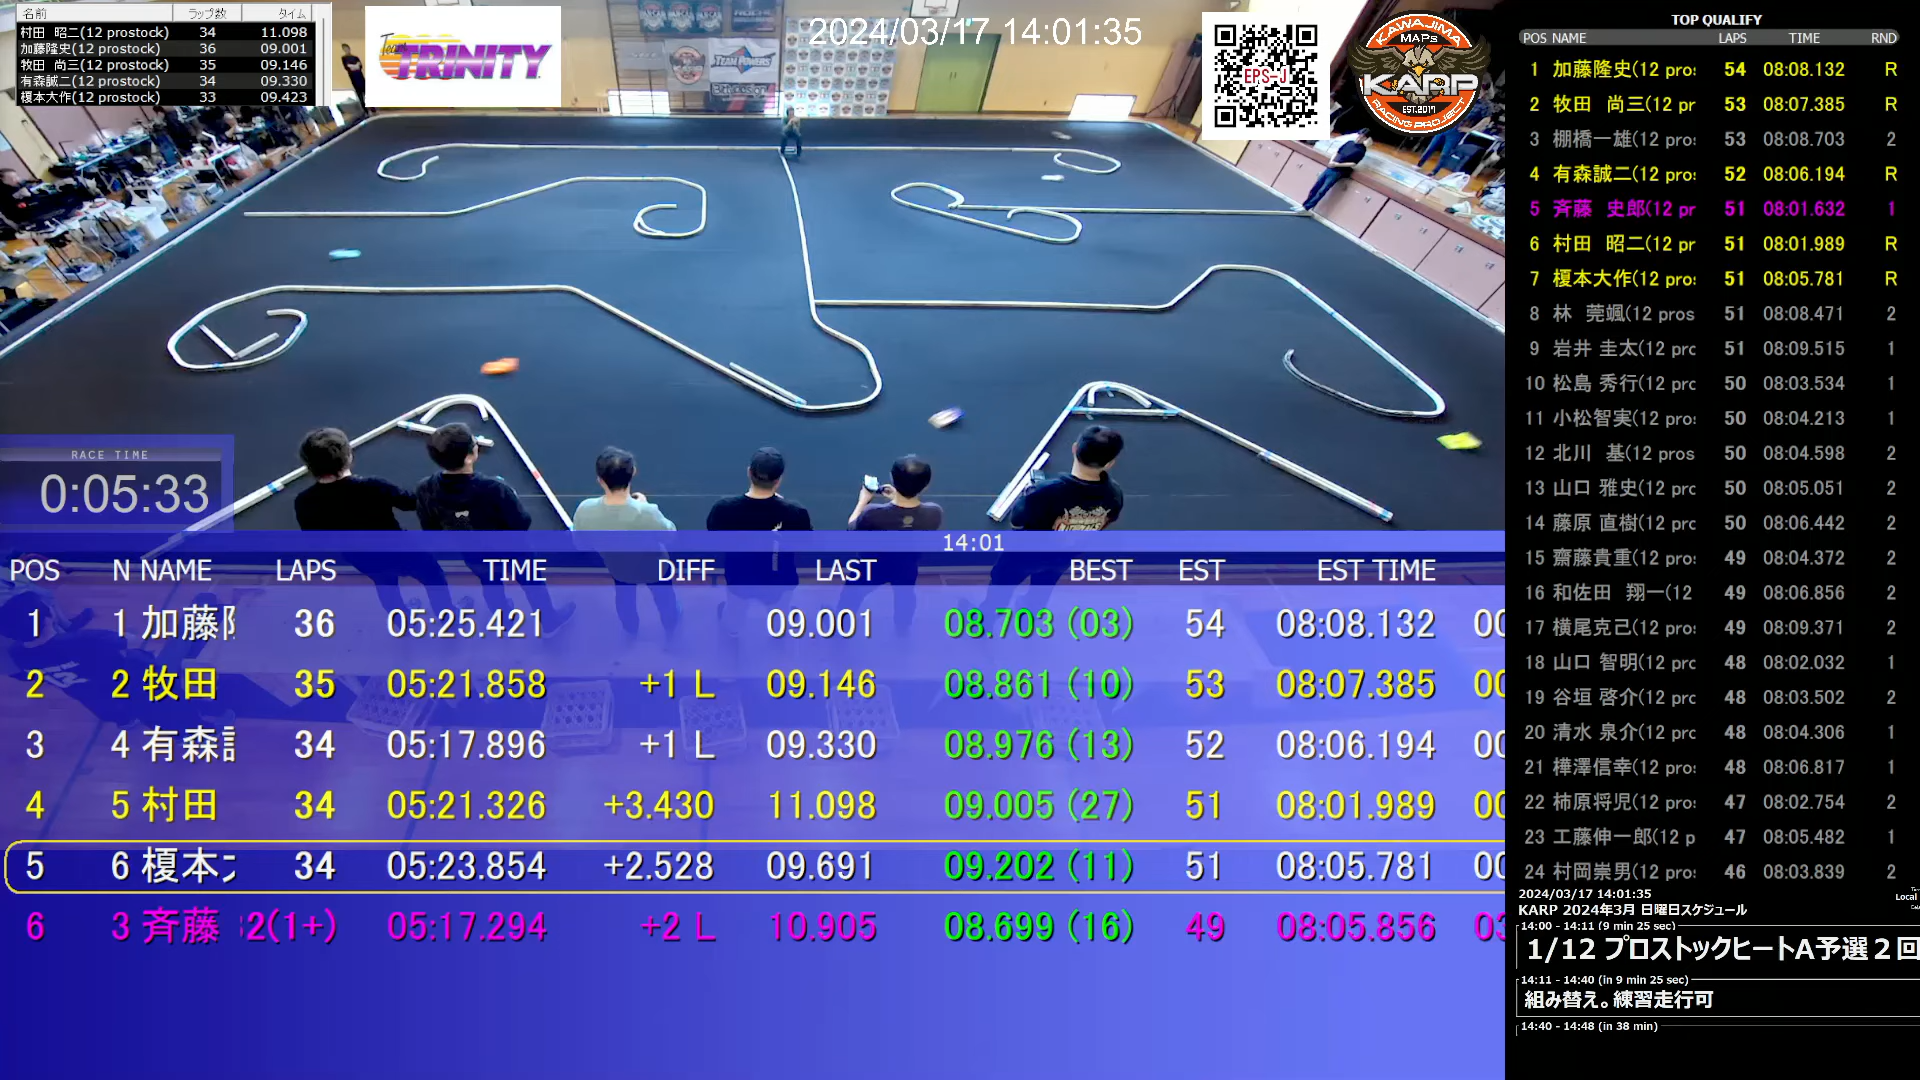 名前 ラップ数 タイム
村田 昭二(12 prostock) 34 11.098
加藤隆史(12 prostock) 36 09.001
牧田 尚三(12 prostock) 35 09.146
有森誠二(12 prostock) 34 09.330
榎本大作(12 prostock) 33 09.423
Team TRINITY
2024/03/17 14:01:35
EPS-J
KAWAJIMA
MAPs
KARP
EST.2017
RACING PROJECT
TEAM POWERS
RACE TIME
0:05:33
14:01
POS N NAME LAPS TIME DIFF LAST BEST EST EST TIME
1 1 加藤 36 05:25.421 09.001 08.703 (03) 54 08:08.132 00
2 2 牧田 35 05:21.858 +1 L 09.146 08.861 (10) 53 08:07.385 00
3 4 有森 34 05:17.896 +1 L 09.330 08.976 (13) 52 08:06.194 00
4 5 村田 34 05:21.326 +3.430 11.098 09.005 (27) 51 08:01.989 00
5 6 榎本 34 05:23.854 +2.528 09.691 09.202 (11) 51 08:05.781 00
6 3 斉藤 2(1+) 05:17.294 +2 L 10.905 08.699 (16) 49 08:05.856 03
TOP QUALIFY
POS NAME LAPS TIME RND
1 加藤隆史(12 pro 54 08:08.132 R
2 牧田 尚三(12 pr 53 08:07.385 R
3 棚橋一雄(12 pro 53 08:08.703 2
4 有森誠二(12 pro 52 08:06.194 R
5 斉藤 史郎(12 pr 51 08:01.632 1
6 村田 昭二(12 pr 51 08:01.989 R
7 榎本大作(12 pro 51 08:05.781 R
8 林 莞颯(12 pros 51 08:08.471 2
9 岩井 圭太(12 prc 51 08:09.515 1
10 松島 秀行(12 prc 50 08:03.534 1
11 小松智実(12 pro 50 08:04.213 1
12 北川 基(12 pros 50 08:04.598 2
13 山口 雅史(12 prc 50 08:05.051 2
14 藤原 直樹(12 prc 50 08:06.442 2
15 齋藤貴重(12 pro 49 08:04.372 2
16 和佐田 翔一(12 49 08:06.856 2
17 横尾克己(12 pro 49 08:09.371 2
18 山口 智明(12 prc 48 08:02.032 1
19 谷垣 啓介(12 prc 48 08:03.502 2
20 清水 泉介(12 prc 48 08:04.306 1
21 樺澤信幸(12 pro 48 08:06.817 1
22 柿原将児(12 pro 47 08:02.754 2
23 工藤伸一郎(12 p 47 08:05.482 1
24 村岡崇男(12 pro 46 08:03.839 2
2024/03/17 14:01:35
Local
KARP 2024年3月 日曜日スケジュール
14:00 - 14:11 (9 min 25 sec)
1/12 プロストックヒートA予選２回
14:11 - 14:40 (in 9 min 25 sec)
組み替え。練習走行可
14:40 - 14:48 (in 38 min)